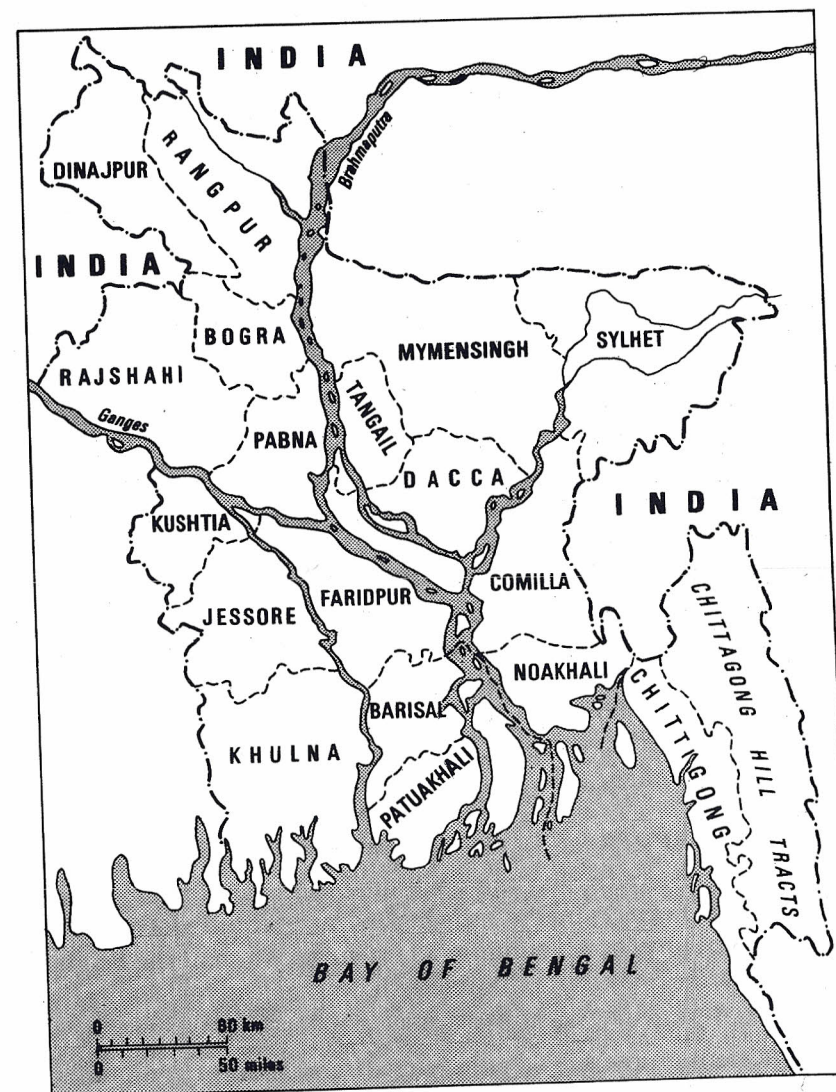 INDIA
Brahmaputra
DINAJPUR
RANGPUR
INDIA
BOGRA
MYMENSINGH
SYLHET
RAJSHAHI
TANGAIL
Ganges
PABNA
DACCA
INDIA
KUSHTIA
COMILLA
FARIDPUR
JESSORE
CHITTAGONG HILL TRACTS
NOAKHALI
CHITTIGONG
BARISAL
KHULNA
PATUAKHALI
BAY OF BENGAL
0 80 km
0 50 miles